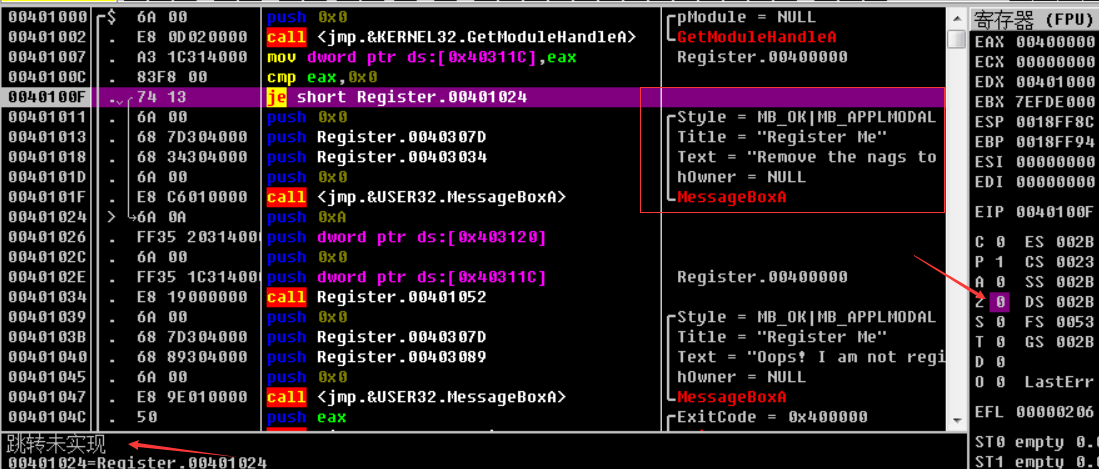 00401000 $ 6A 00 push 0x0 pModule = NULL
00401002 . E8 0D020000 call <jmp.&KERNEL32.GetModuleHandleA> GetModuleHandleA
00401007 . A3 1C314000 mov dword ptr ds:[0x40311C],eax Register.00400000
0040100C . 83F8 00 cmp eax,0x0
0040100F . 74 13 je short Register.00401024
00401011 . 6A 00 push 0x0 Style = MB_OK|MB_APPLMODAL
00401013 . 68 7D304000 push Register.0040307D Title = "Register Me"
00401018 . 68 34304000 push Register.00403034 Text = "Remove the nags to
0040101D . 6A 00 push 0x0 hOwner = NULL
0040101F . E8 C6010000 call <jmp.&USER32.MessageBoxA> MessageBoxA
00401024 > 6A 0A push 0xA
00401026 . FF35 20314000 push dword ptr ds:[0x403120]
0040102C . 6A 00 push 0x0
0040102E . FF35 1C314000 push dword ptr ds:[0x40311C] Register.00400000
00401034 . E8 19000000 call Register.00401052
00401039 . 6A 00 push 0x0 Style = MB_OK|MB_APPLMODAL
0040103B . 68 7D304000 push Register.0040307D Title = "Register Me"
00401040 . 68 89304000 push Register.00403089 Text = "Oops! I am not regi
00401045 . 6A 00 push 0x0 hOwner = NULL
00401047 . E8 9E010000 call <jmp.&USER32.MessageBoxA> MessageBoxA
0040104C . 50 push eax ExitCode = 0x400000
跳转未实现
00401024=Register.00401024
寄存器 (FPU)
EAX 00400000
ECX 00000000
EDX 00401000
EBX 7EFDE000
ESP 0018FF8C
EBP 0018FF94
ESI 00000000
EDI 00000000
EIP 0040100F
C 0 ES 002B
P 1 CS 0023
A 0 SS 002B
Z 0 DS 002B
S 0 FS 0053
T 0 GS 002B
D 0
O 0 LastErr
EFL 00000206
ST0 empty 0.
ST1 empty 0.